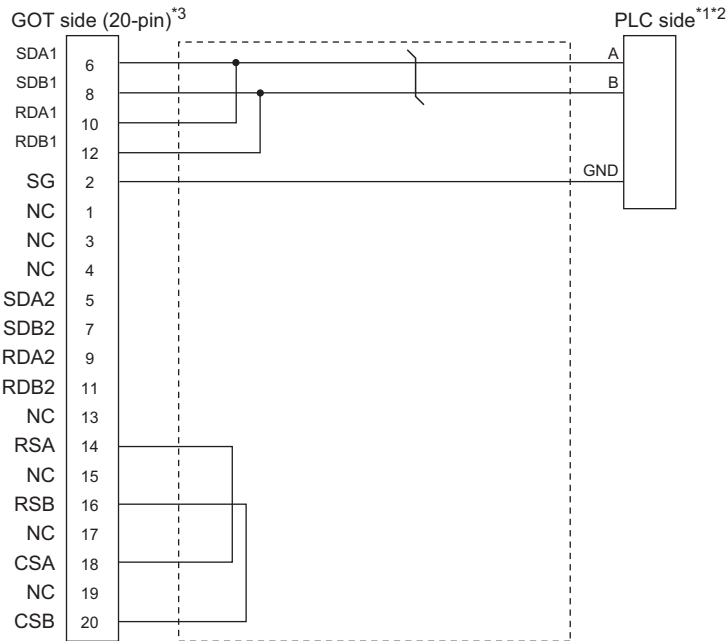 GOT side (20-pin)*3 PLC side*1*2
SDA1 6 A
SDB1 8 B
RDA1 10
RDB1 12
SG 2 GND
NC 1
NC 3
NC 4
SDA2 5
SDB2 7
RDA2 9
RDB2 11
NC 13
RSA 14
NC 15
RSB 16
NC 17
CSA 18
NC 19
CSB 20